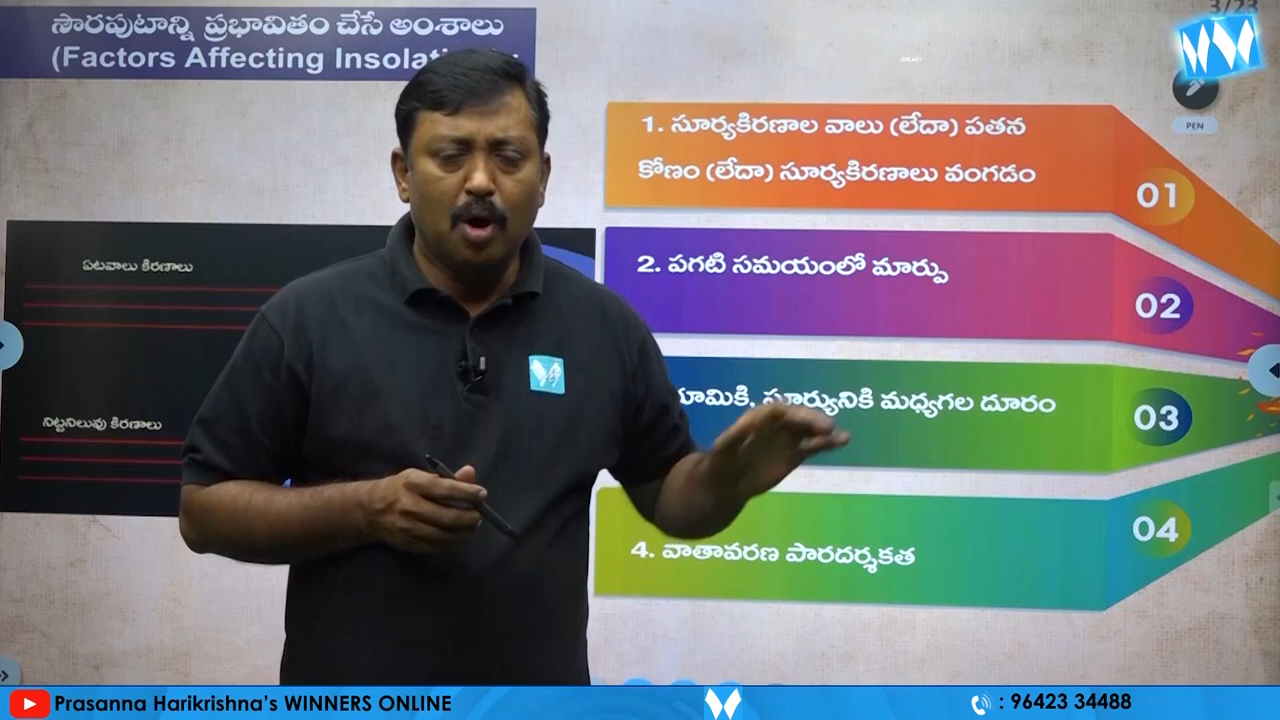 సౌరపుటాన్ని ప్రభావితం చేసే అంశాలు
(Factors Affecting
3/23
PEN
1. సూర్యకిరణాల వాలు (లేదా) పతన
కోణం (లేదా) సూర్యకిరణాలు వంగడం
01
2. పగటి సమయంలో మార్పు
02
సూర్యునికి మధ్యగల దూరం
03
4. వాతావరణ పారదర్శకత
04
ఏటవాలు కిరణాలు
నిట్టనిలువు కిరణాలు
Prasanna Harikrishna's WINNERS ONLINE
: 96423 34488